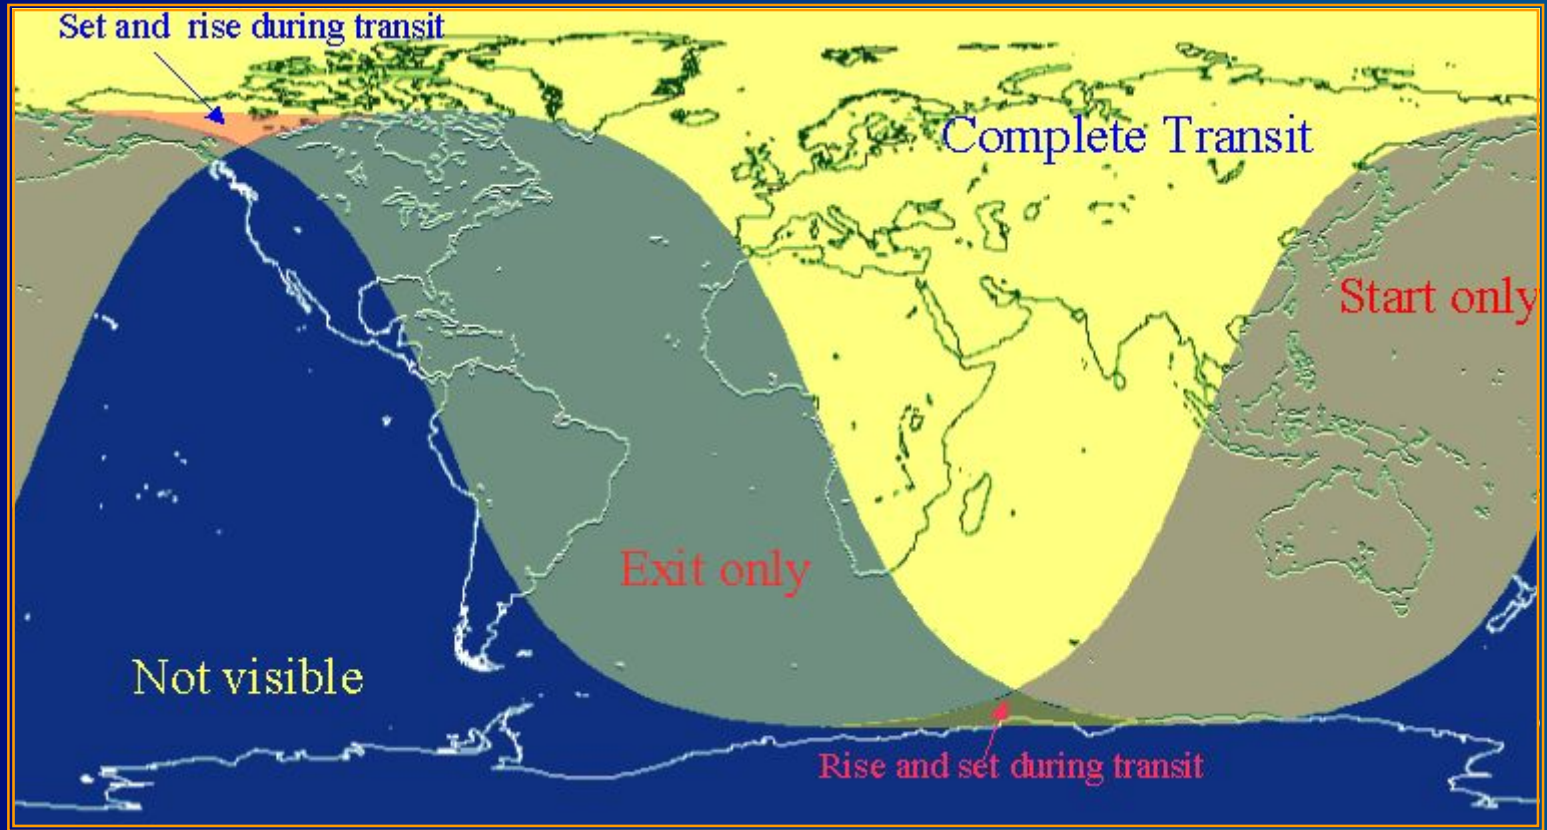 Set and rise during transit
Complete Transit
Start only
Exit only
Not visible
Rise and set during transit